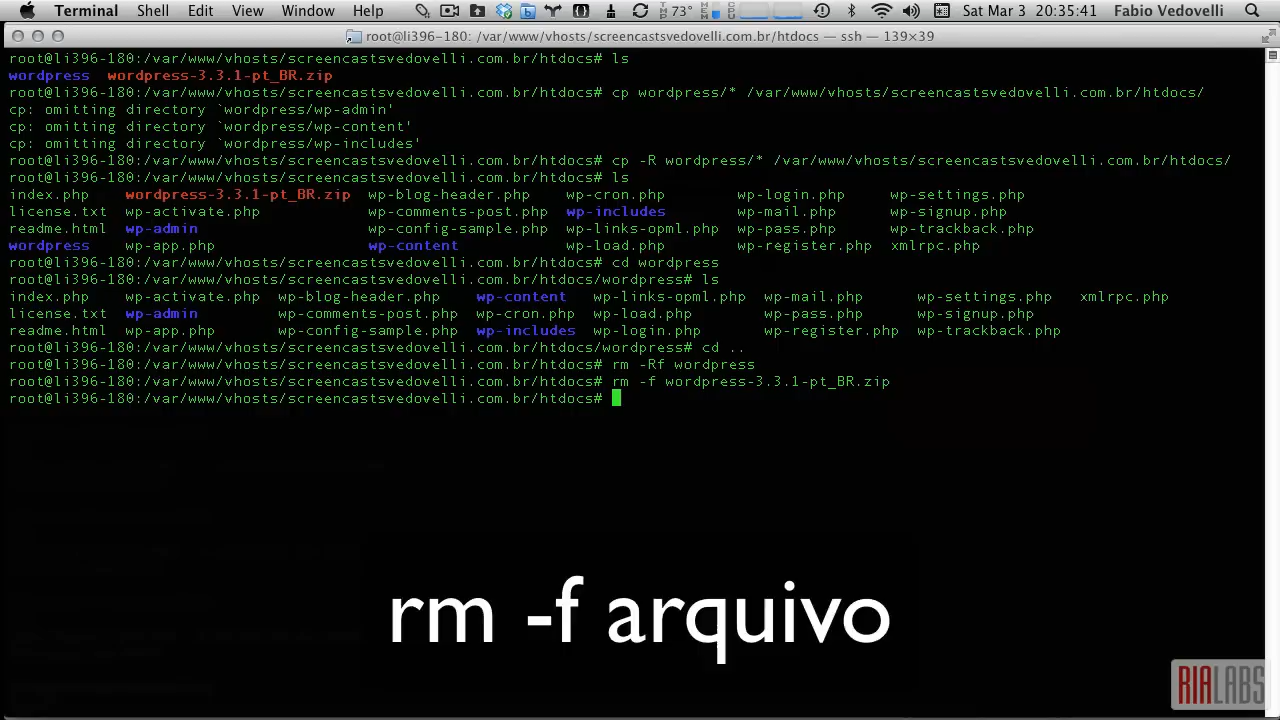 Terminal Shell Edit View Window Help 73° Sat Mar 3 20:35:41 Fabio Vedovelli
root@li396-180: /var/www/vhosts/screencastsvedovelli.com.br/htdocs — ssh — 139×39
root@li396-180:/var/www/vhosts/screencastsvedovelli.com.br/htdocs# ls
wordpress wordpress-3.3.1-pt_BR.zip
root@li396-180:/var/www/vhosts/screencastsvedovelli.com.br/htdocs# cp wordpress/* /var/www/vhosts/screencastsvedovelli.com.br/htdocs/
cp: omitting directory `wordpress/wp-admin'
cp: omitting directory `wordpress/wp-content'
cp: omitting directory `wordpress/wp-includes'
root@li396-180:/var/www/vhosts/screencastsvedovelli.com.br/htdocs# cp -R wordpress/* /var/www/vhosts/screencastsvedovelli.com.br/htdocs/
root@li396-180:/var/www/vhosts/screencastsvedovelli.com.br/htdocs# ls
index.php wordpress-3.3.1-pt_BR.zip wp-blog-header.php wp-cron.php wp-login.php wp-settings.php
license.txt wp-activate.php wp-comments-post.php wp-includes wp-mail.php wp-signup.php
readme.html wp-admin wp-config-sample.php wp-links-opml.php wp-pass.php wp-trackback.php
wordpress wp-app.php wp-content wp-load.php wp-register.php xmlrpc.php
root@li396-180:/var/www/vhosts/screencastsvedovelli.com.br/htdocs# cd wordpress
root@li396-180:/var/www/vhosts/screencastsvedovelli.com.br/htdocs/wordpress# ls
index.php wp-activate.php wp-blog-header.php wp-content wp-links-opml.php wp-mail.php wp-settings.php xmlrpc.php
license.txt wp-admin wp-comments-post.php wp-cron.php wp-load.php wp-pass.php wp-signup.php
readme.html wp-app.php wp-config-sample.php wp-includes wp-login.php wp-register.php wp-trackback.php
root@li396-180:/var/www/vhosts/screencastsvedovelli.com.br/htdocs/wordpress# cd ..
root@li396-180:/var/www/vhosts/screencastsvedovelli.com.br/htdocs# rm -Rf wordpress
root@li396-180:/var/www/vhosts/screencastsvedovelli.com.br/htdocs# rm -f wordpress-3.3.1-pt_BR.zip
root@li396-180:/var/www/vhosts/screencastsvedovelli.com.br/htdocs#
rm -f arquivo
RIALABS